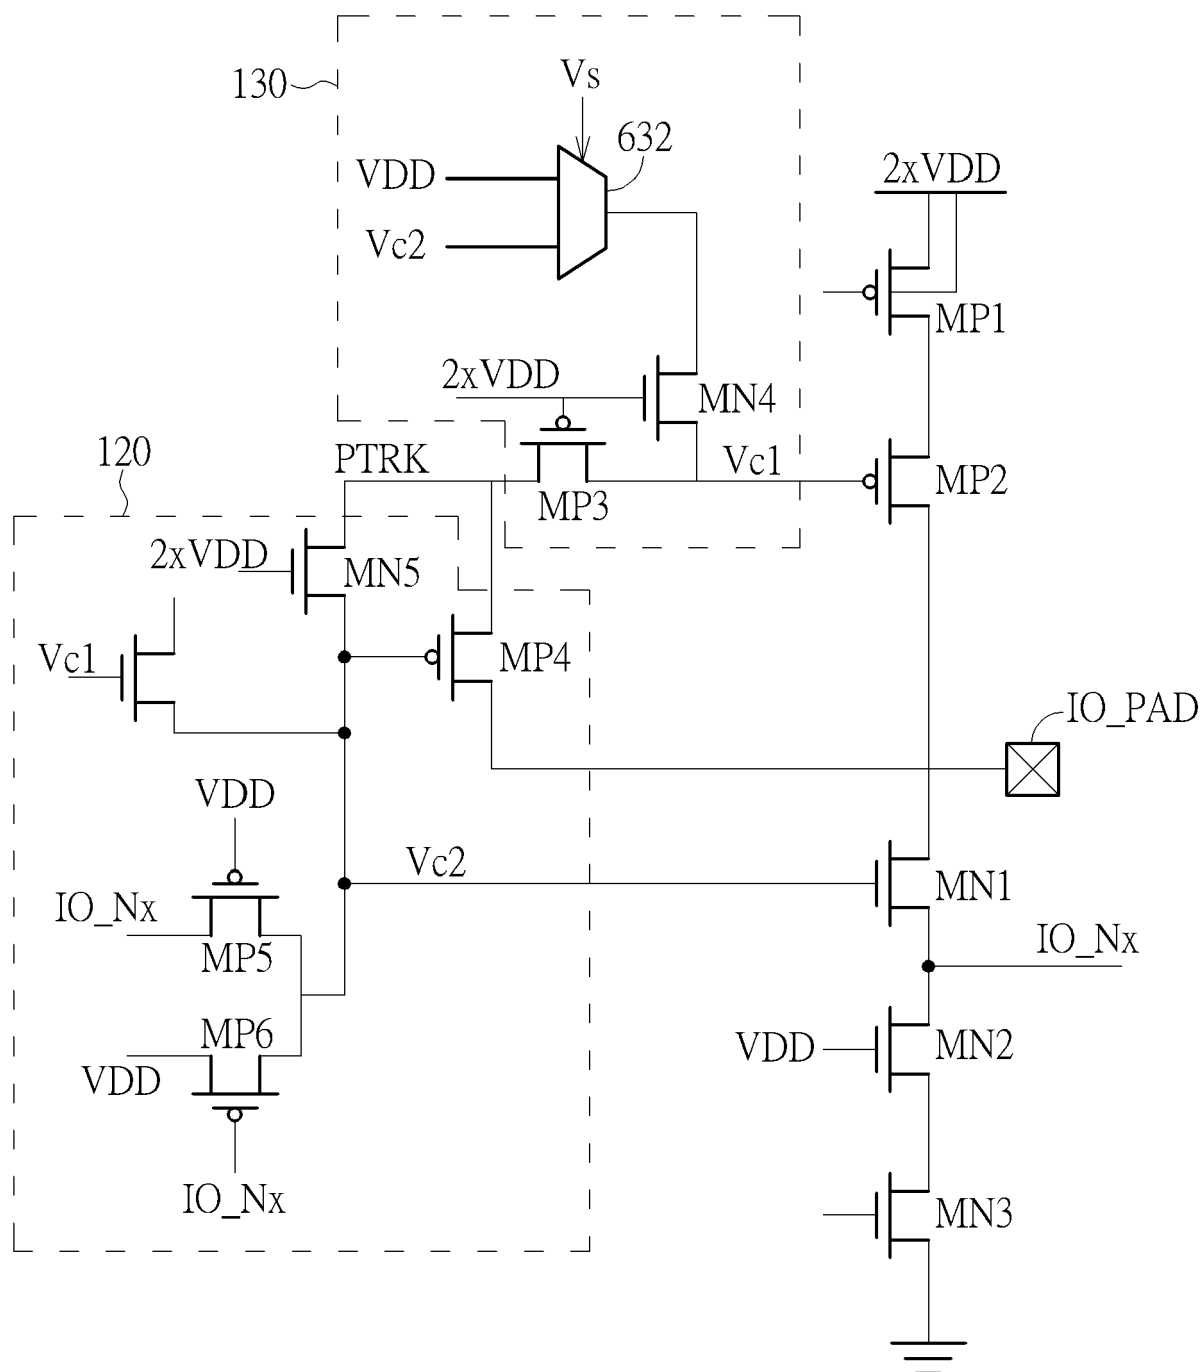 130
Vs
632
VDD
2xVDD
Vc2
MP1
2xVDD
MN4
120
PTRK
Vc1
MP2
MP3
2xVDD
MN5
Vc1
MP4
IO_PAD
VDD
Vc2
MN1
IO_Nx
MP5
IO_Nx
MP6
VDD
MN2
VDD
IO_Nx
MN3